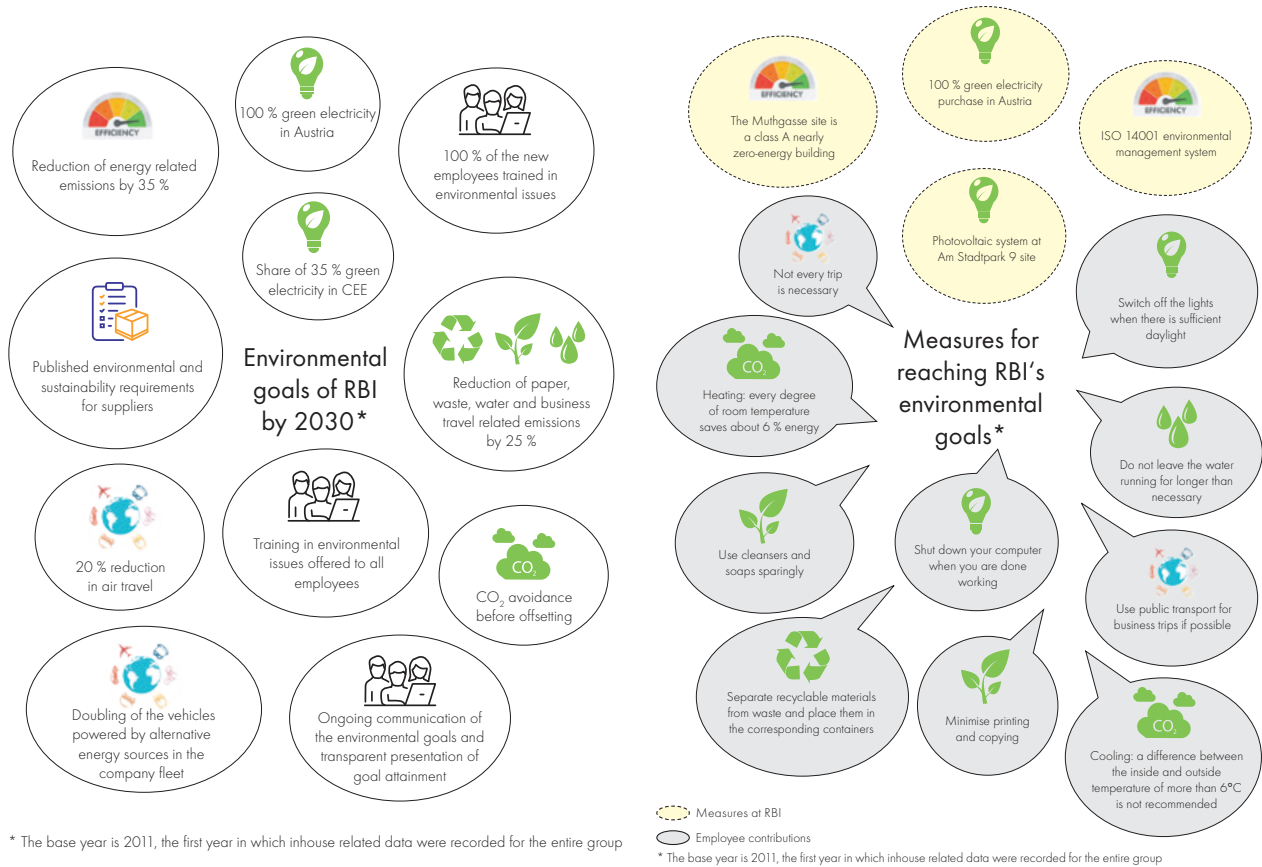 EFFICIENCY
Reduction of energy related
emissions by 35 %
100 % green electricity
in Austria
100 % of the new
employees trained in
environmental issues
Share of 35 % green
electricity in CEE
Published environmental and
sustainability requirements
for suppliers
Environmental
goals of RBI
by 2030*
Reduction of paper,
waste, water and business
travel related emissions
by 25 %
20 % reduction
in air travel
Training in environmental
issues offered to all
employees
CO₂
CO₂ avoidance
before offsetting
Doubling of the vehicles
powered by alternative
energy sources in the
company fleet
Ongoing communication of
the environmental goals and
transparent presentation of
goal attainment
* The base year is 2011, the first year in which inhouse related data were recorded for the entire group
EFFICIENCY
The Muthgasse site is
a class A nearly
zero-energy building
100 % green electricity
purchase in Austria
EFFICIENCY
ISO 14001 environmental
management system
Not every trip
is necessary
Photovoltaic system at
Am Stadtpark 9 site
Switch off the lights
when there is sufficient
daylight
CO₂
Heating: every degree
of room temperature
saves about 6 % energy
Measures for
reaching RBI‘s
environmental
goals*
Do not leave the water
running for longer than
necessary
Use cleansers and
soaps sparingly
Shut down your computer
when you are done
working
Use public transport for
business trips if possible
Separate recyclable materials
from waste and place them in
the corresponding containers
Minimise printing
and copying
CO₂
Cooling: a difference between
the inside and outside
temperature of more than 6°C
is not recommended
Measures at RBI
Employee contributions
* The base year is 2011, the first year in which inhouse related data were recorded for the entire group